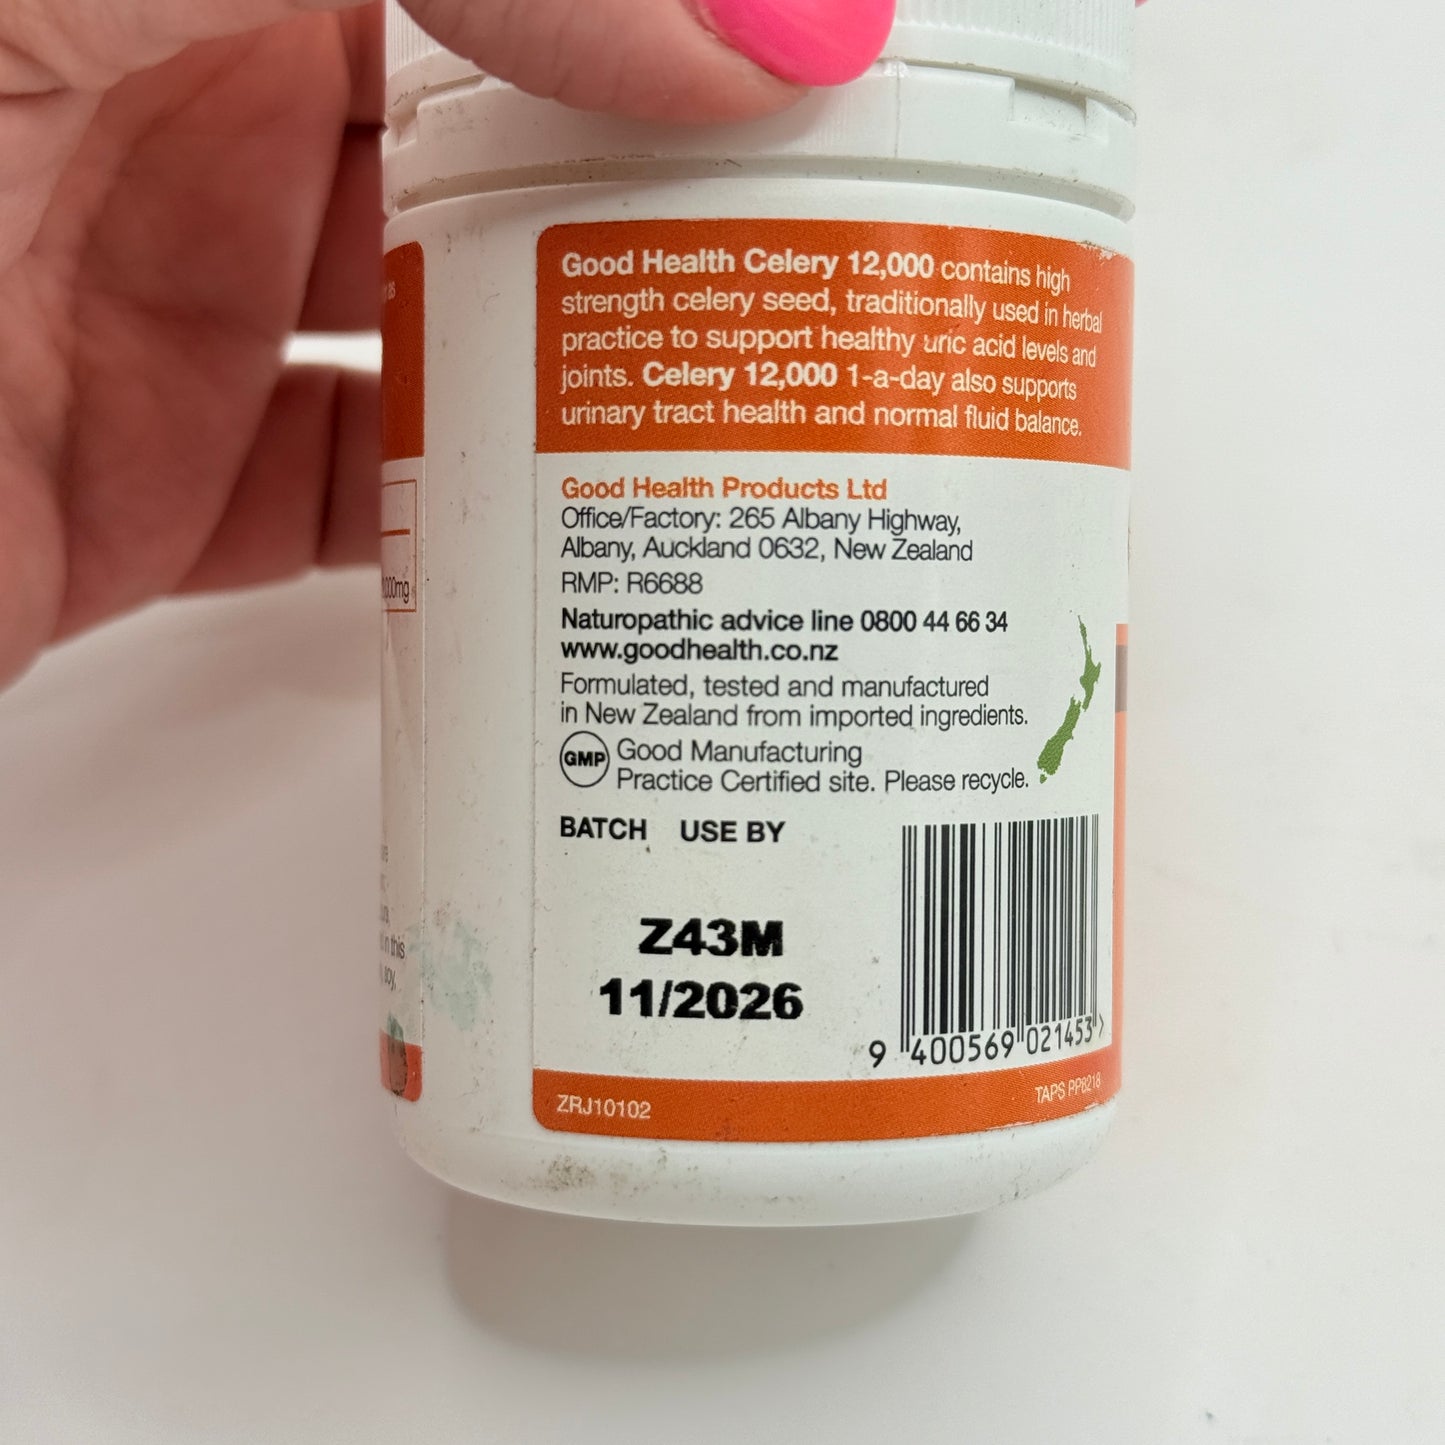 Good Health Celery 12,000 contains high
strength celery seed, traditionally used in herbal
practice to support healthy uric acid levels and
joints. Celery 12,000 1-a-day also supports
urinary tract health and normal fluid balance.
Good Health Products Ltd
Office/Factory: 265 Albany Highway,
Albany, Auckland 0632, New Zealand
RMP: R6688
Naturopathic advice line 0800 44 66 34
www.goodhealth.co.nz
Formulated, tested and manufactured
in New Zealand from imported ingredients.
GMP Good Manufacturing
Practice Certified site. Please recycle.
BATCH USE BY
Z43M
11/2026
9 400569 021453 >
ZRJ10102
TAPS PP8218
in this